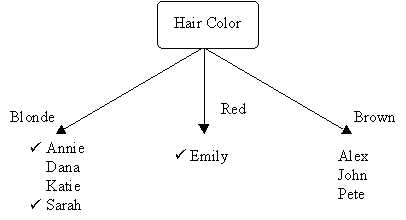 Hair Color
Blonde
Red
Brown
✓ Annie
Dana
Katie
✓ Sarah
✓ Emily
Alex
John
Pete